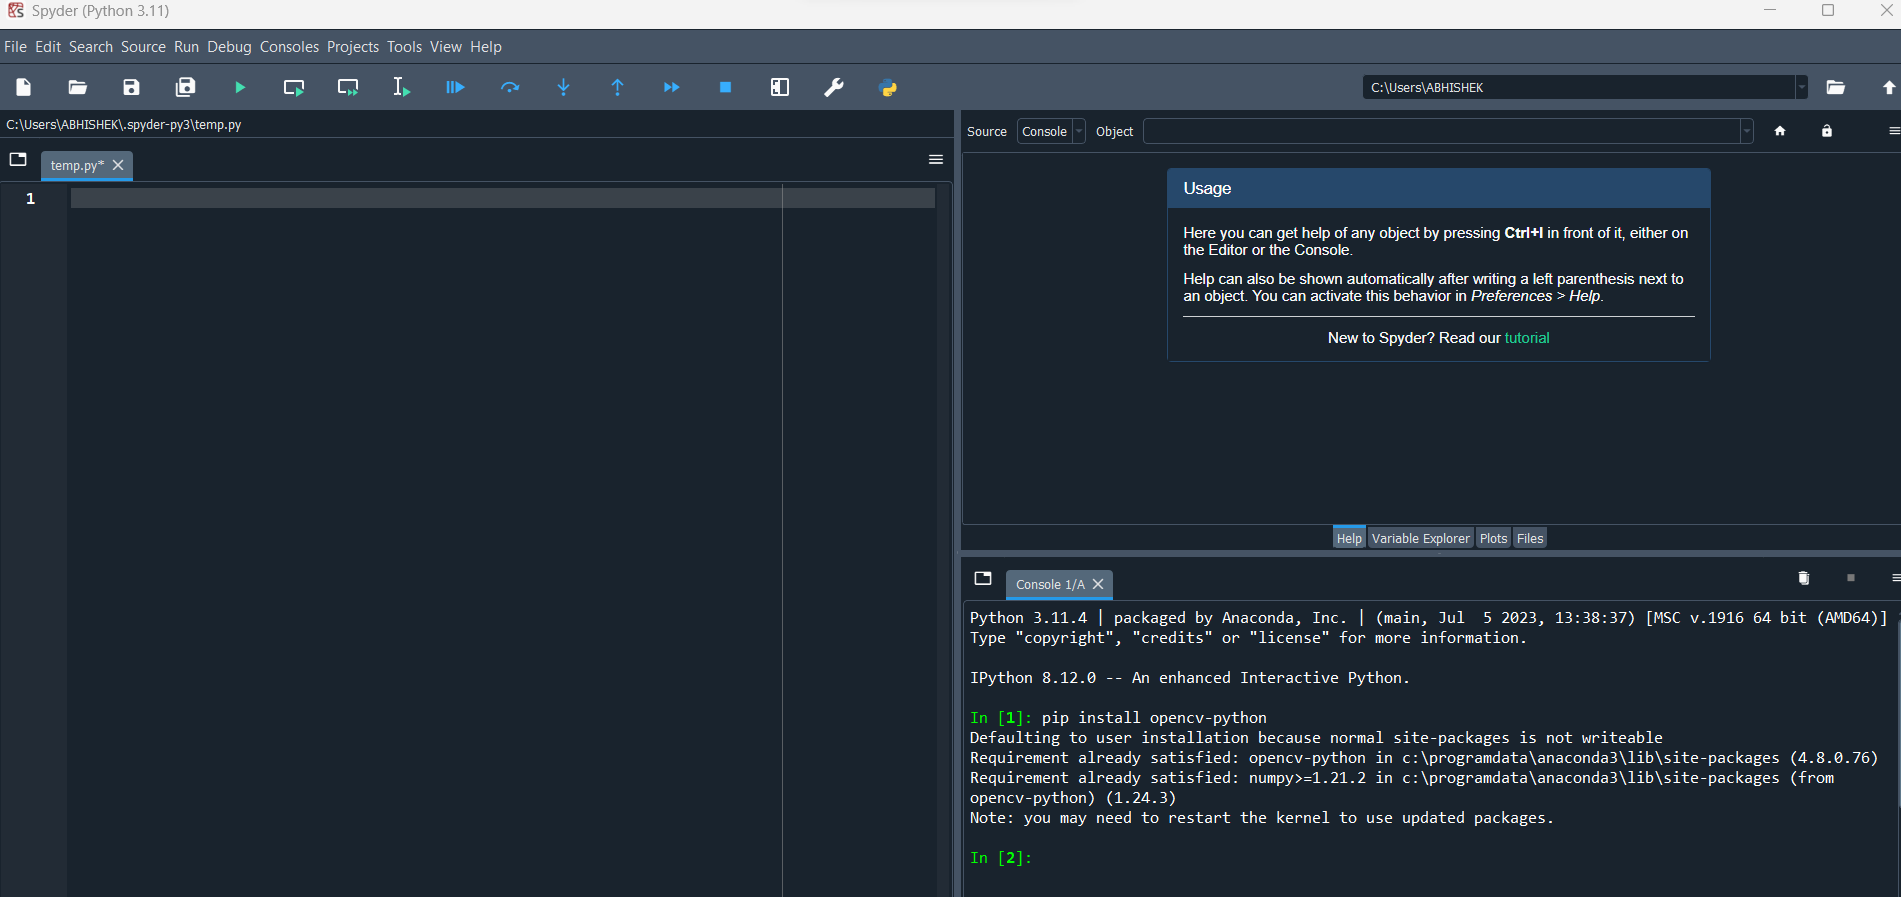 Spyder (Python 3.11)
File Edit Search Source Run Debug Consoles Projects Tools View Help
C:\Users\ABHISHEK
C:\Users\ABHISHEK\.spyder-py3\temp.py
temp.py*
1
Source Console Object
Usage
Here you can get help of any object by pressing Ctrl+I in front of it, either on
the Editor or the Console.
Help can also be shown automatically after writing a left parenthesis next to
an object. You can activate this behavior in Preferences > Help.
New to Spyder? Read our tutorial
Help Variable Explorer Plots Files
Console 1/A
Python 3.11.4 | packaged by Anaconda, Inc. | (main, Jul  5 2023, 13:38:37) [MSC v.1916 64 bit (AMD64)]
Type "copyright", "credits" or "license" for more information.
IPython 8.12.0 -- An enhanced Interactive Python.
In [1]: pip install opencv-python
Defaulting to user installation because normal site-packages is not writeable
Requirement already satisfied: opencv-python in c:\programdata\anaconda3\lib\site-packages (4.8.0.76)
Requirement already satisfied: numpy>=1.21.2 in c:\programdata\anaconda3\lib\site-packages (from
opencv-python) (1.24.3)
Note: you may need to restart the kernel to use updated packages.
In [2]: